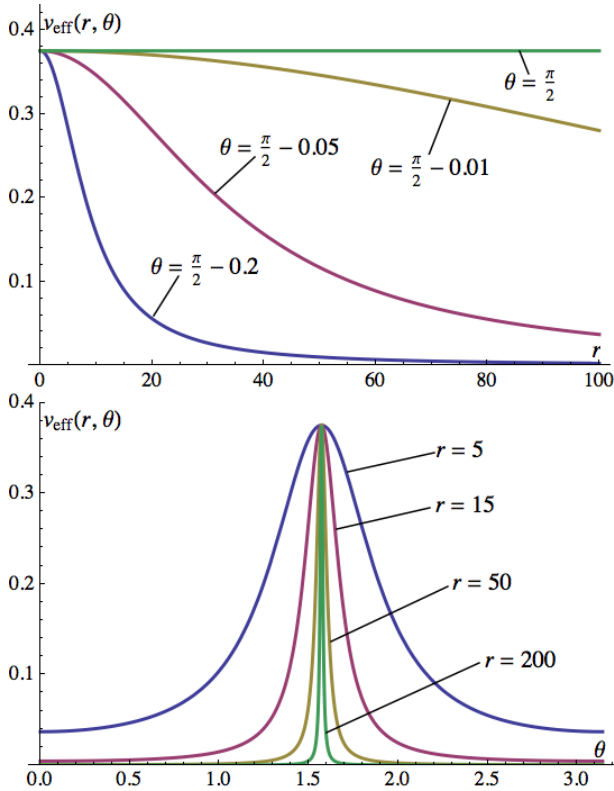 0.4
v_eff(r, θ)
θ = π/2
0.3
θ = π/2 − 0.05
θ = π/2 − 0.01
0.2
0.1
θ = π/2 − 0.2
r
0 20 40 60 80 100
0.4
v_eff(r, θ)
r = 5
0.3
r = 15
0.2
r = 50
0.1
r = 200
θ
0.0 0.5 1.0 1.5 2.0 2.5 3.0